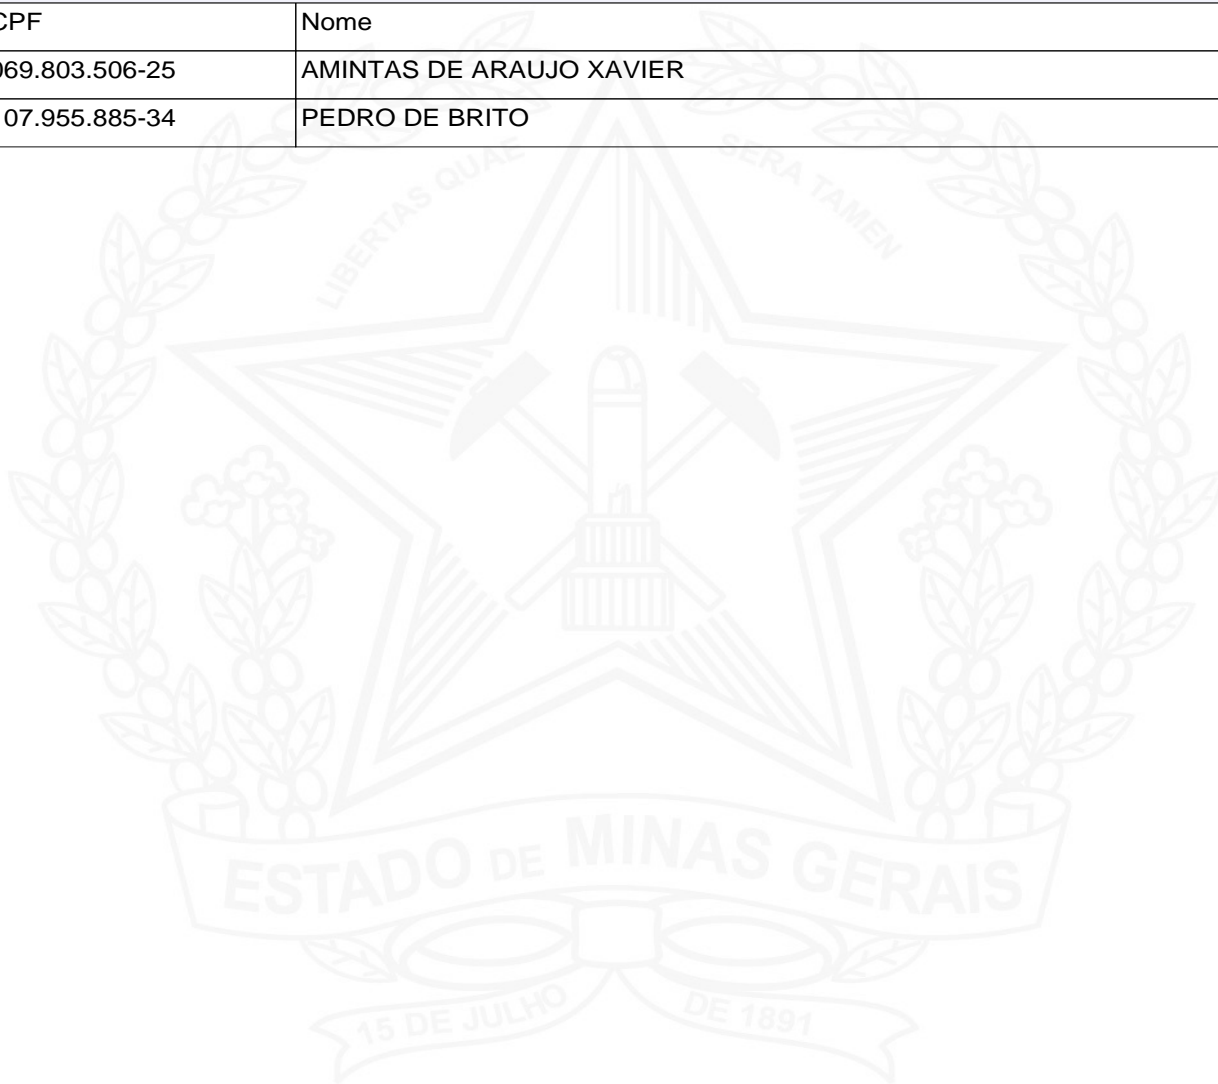 CPF Nome
069.803.506-25 AMINTAS DE ARAUJO XAVIER
07.955.885-34 PEDRO DE BRITO
LIBERTAS QUAE SERA TAMEN
ESTADO DE MINAS GERAIS
15 DE JULHO DE 1891